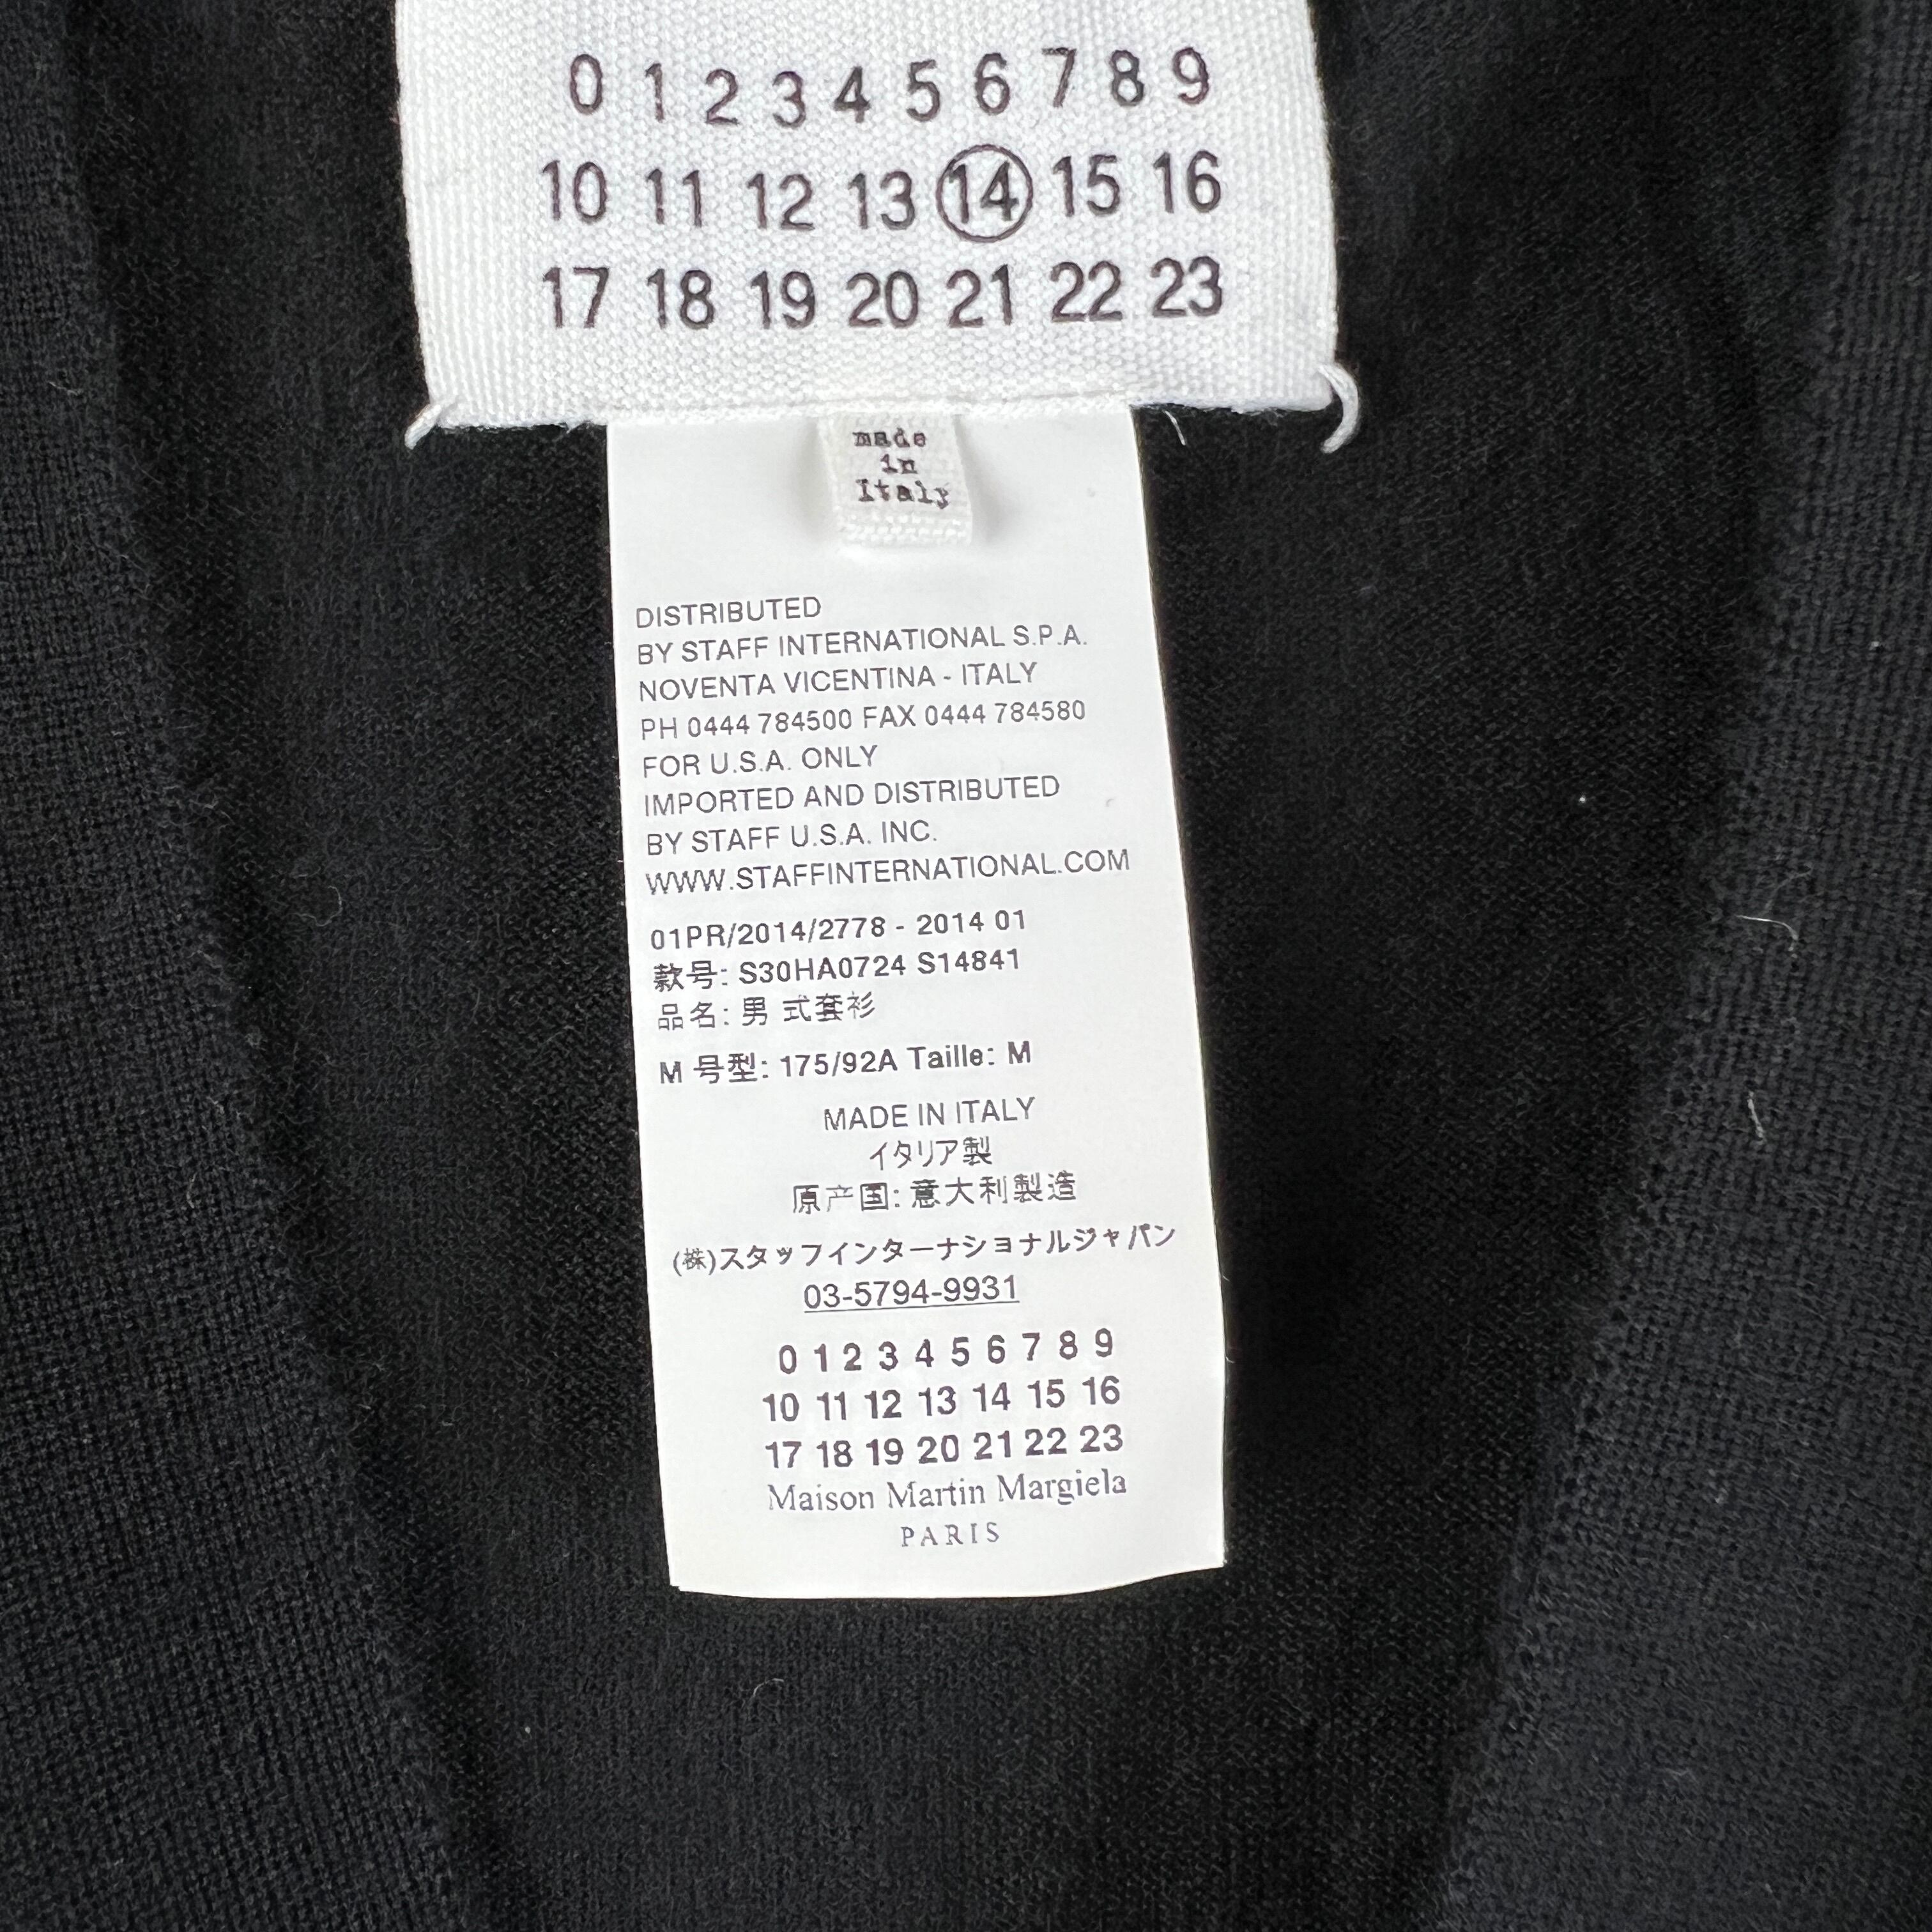 0 1 2 3 4 5 6 7 8 9
10 11 12 13 14 15 16
17 18 19 20 21 22 23
made
in
Italy
DISTRIBUTED
BY STAFF INTERNATIONAL S.P.A.
NOVENTA VICENTINA - ITALY
PH 0444 784500 FAX 0444 784580
FOR U.S.A. ONLY
IMPORTED AND DISTRIBUTED
BY STAFF U.S.A. INC.
WWW.STAFFINTERNATIONAL.COM
01PR/2014/2778 - 2014 01
款号: S30HA0724 S14841
品名: 男 式套衫
M 号型: 175/92A Taille: M
MADE IN ITALY
イタリア製
原产国: 意大利製造
(株)スタッフインターナショナルジャパン
03-5794-9931
0 1 2 3 4 5 6 7 8 9
10 11 12 13 14 15 16
17 18 19 20 21 22 23
Maison Martin Margiela
PARIS